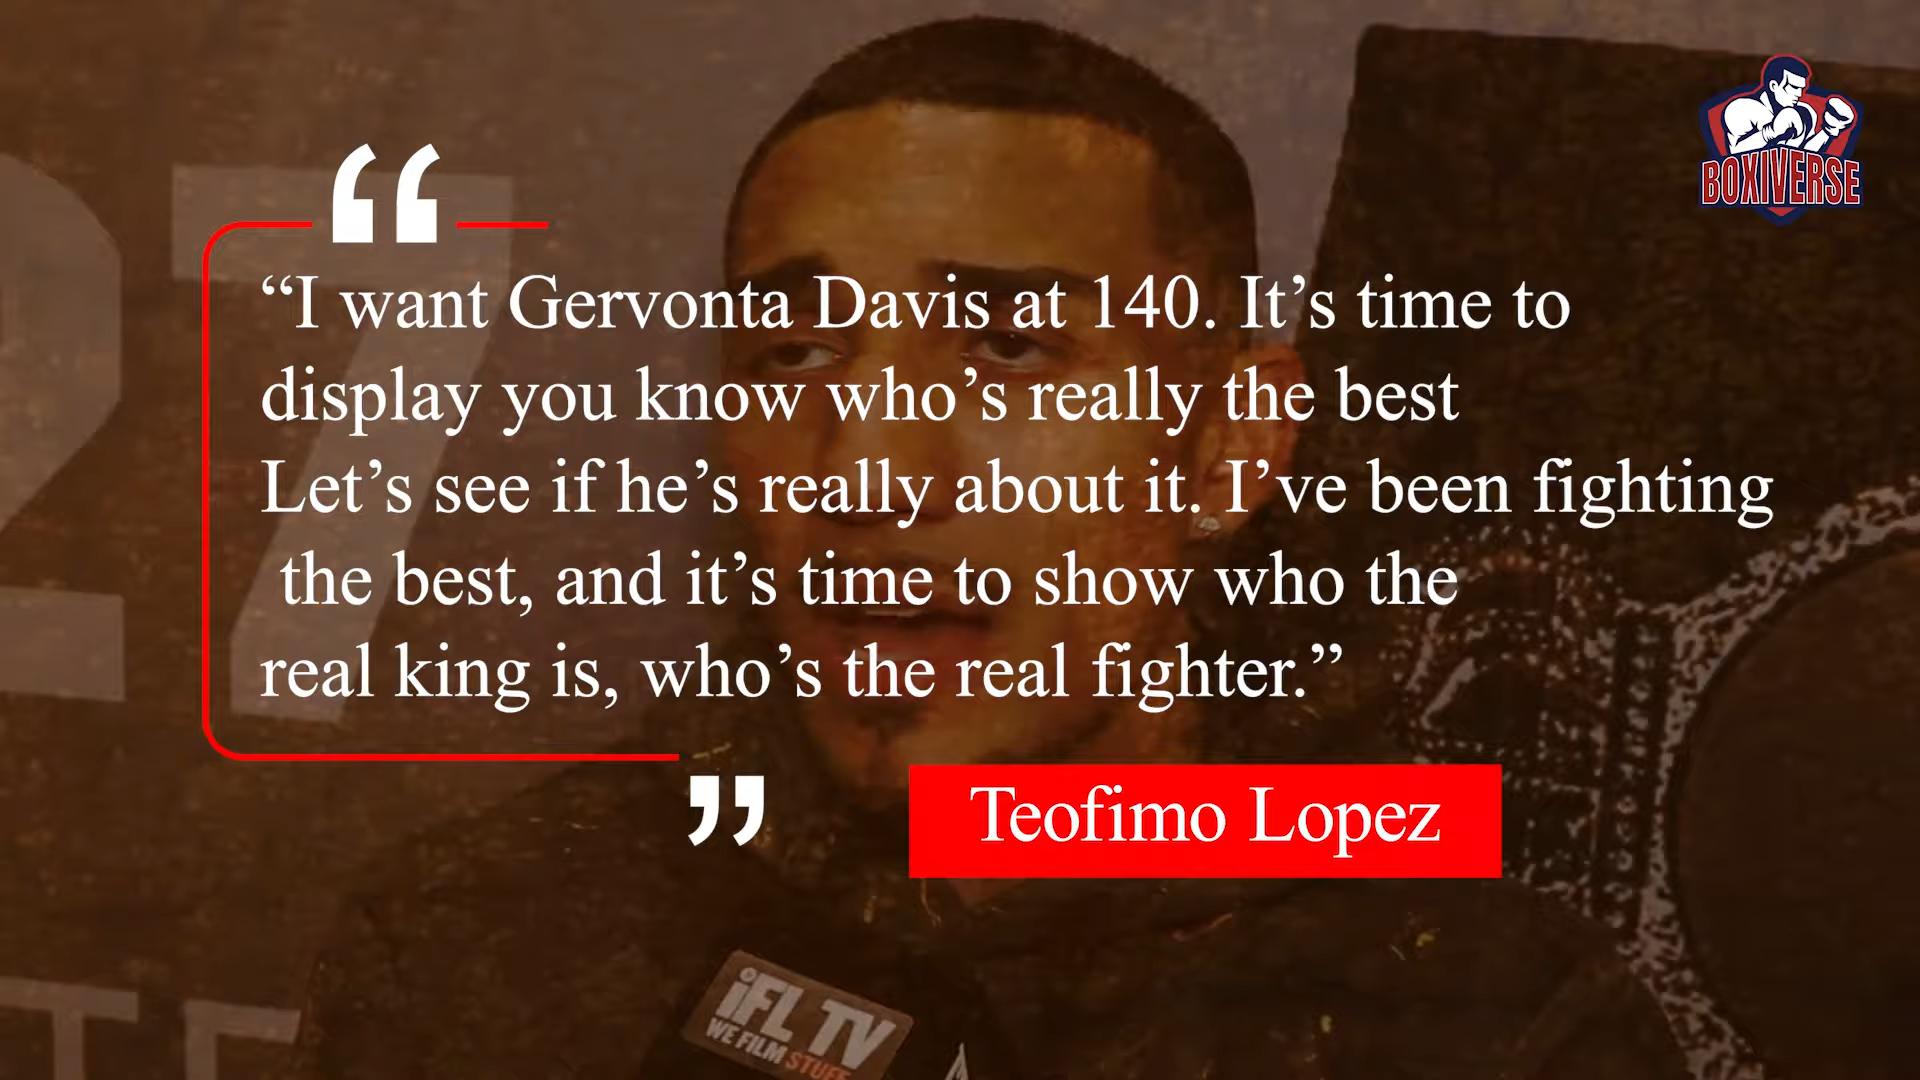 BOXIVERSE
27
“I want Gervonta Davis at 140. It’s time to
display you know who’s really the best
Let’s see if he’s really about it. I’ve been fighting
the best, and it’s time to show who the
real king is, who’s the real fighter.”
Teofimo Lopez
iFL TV
WE FILM STUFF